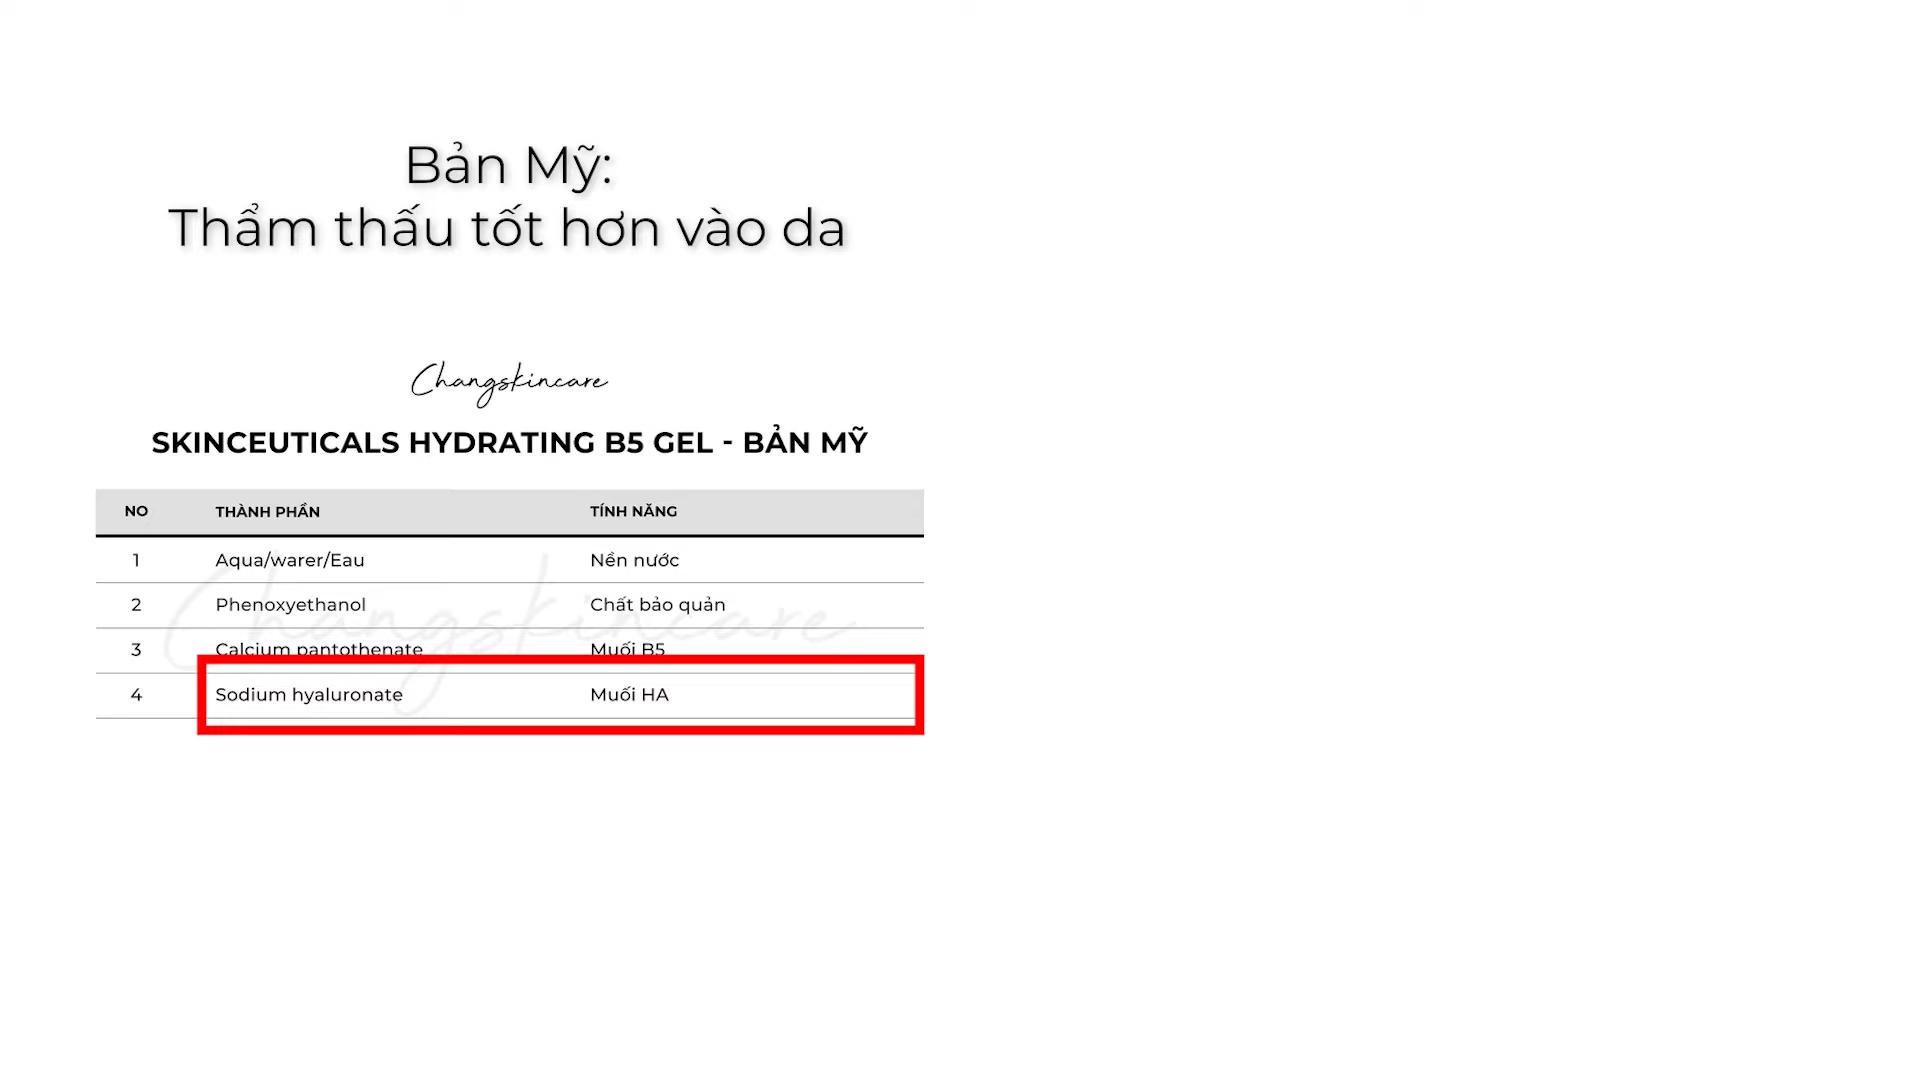 Bản Mỹ:
Thẩm thấu tốt hơn vào da
Changskincare
SKINCEUTICALS HYDRATING B5 GEL - BẢN MỸ
NO THÀNH PHẦN TÍNH NĂNG
1 Aqua/warer/Eau Nền nước
2 Phenoxyethanol Chất bảo quản
3 Calcium pantothenate Muối B5
4 Sodium hyaluronate Muối HA
Changskincare